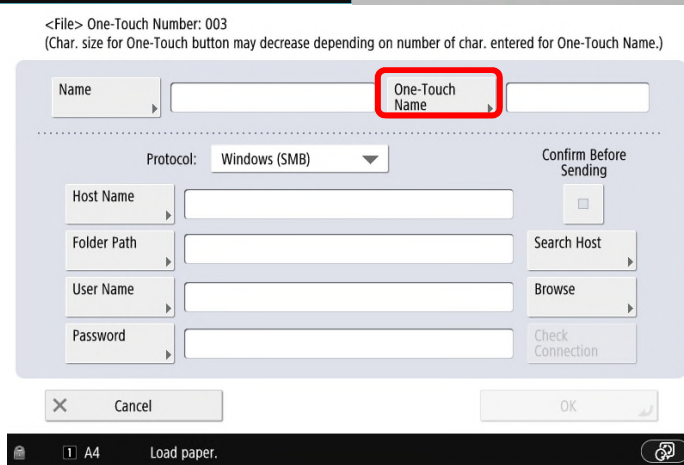 <File> One-Touch Number: 003
(Char. size for One-Touch button may decrease depending on number of char. entered for One-Touch Name.)
Name
One-Touch
Name
Protocol: Windows (SMB)
Confirm Before
Sending
Host Name
Folder Path
Search Host
User Name
Browse
Password
Check
Connection
Cancel
OK
1 A4 Load paper.